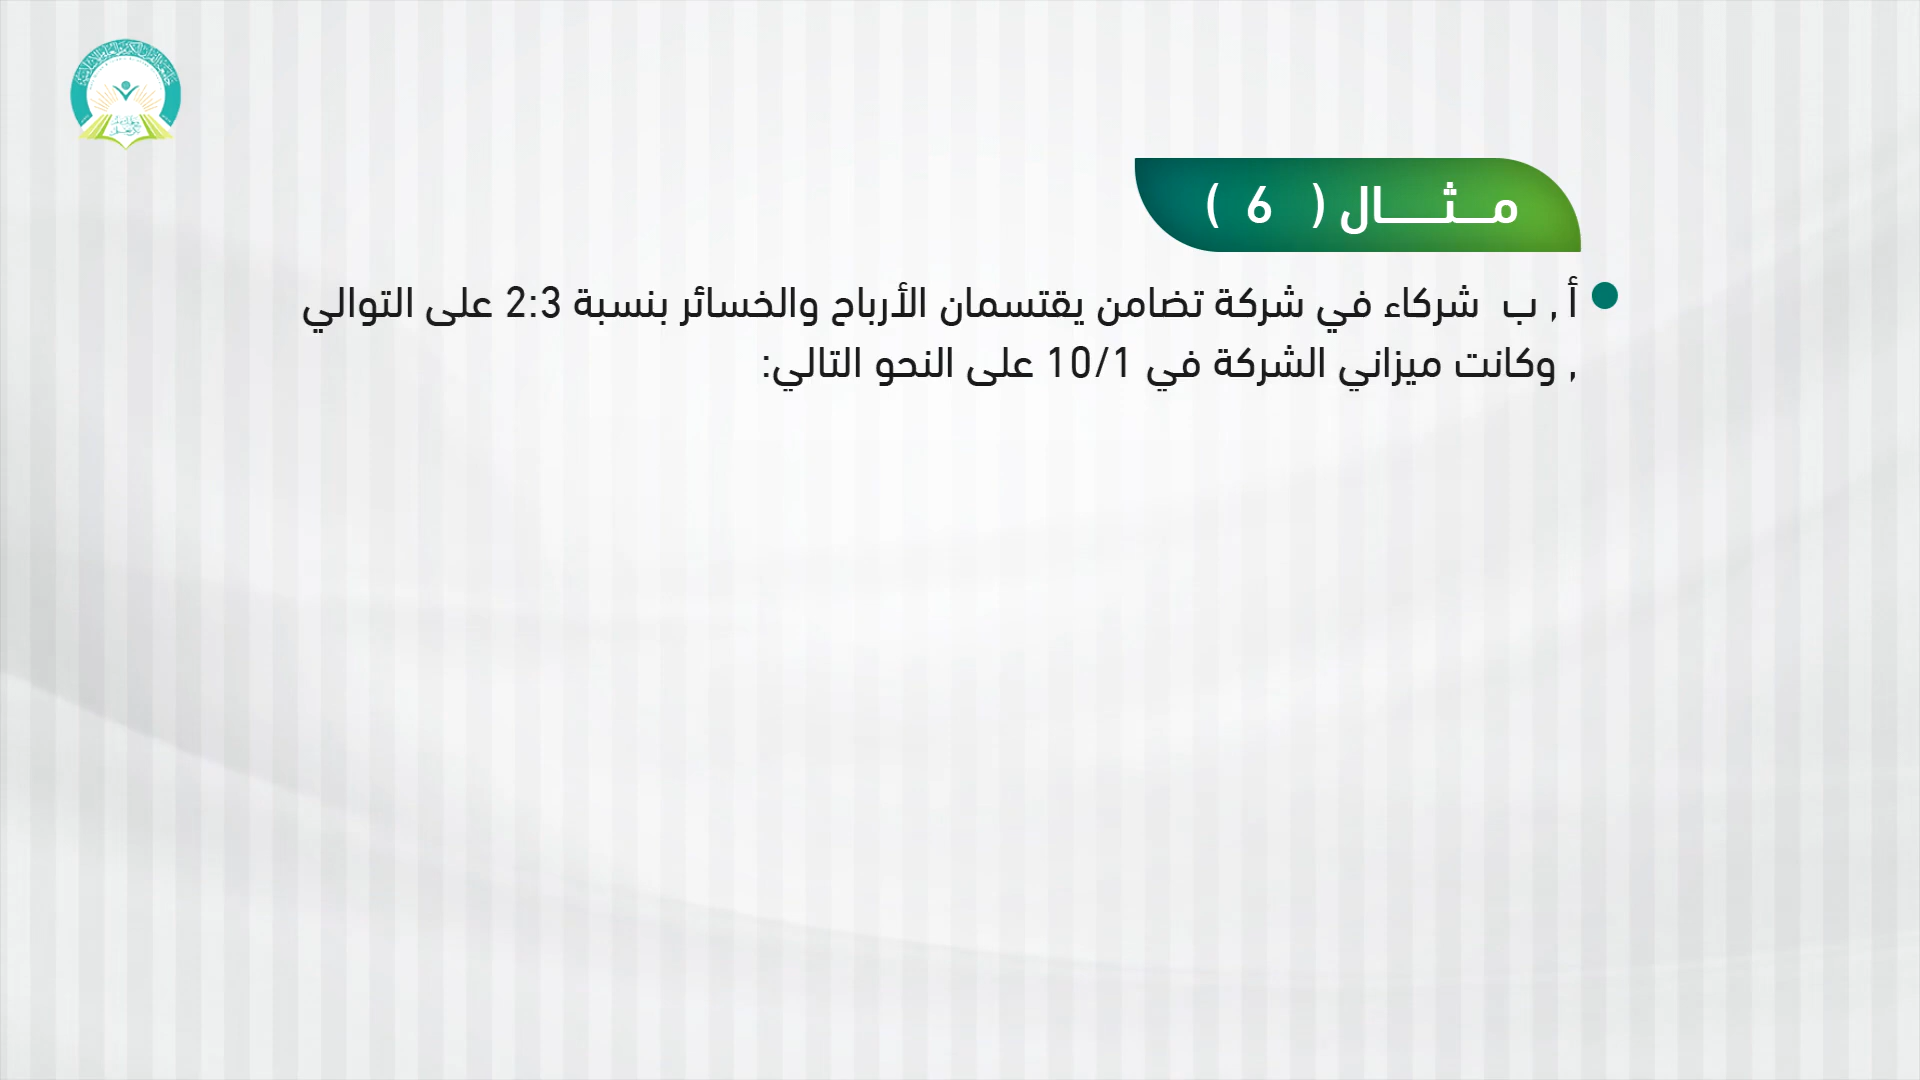 مـــثـــــال ( 6 )
أ , ب شركاء في شركة تضامن يقتسمان الأرباح والخسائر بنسبة 2:3 على التوالي
, وكانت ميزاني الشركة في 10/1 على النحو التالي: